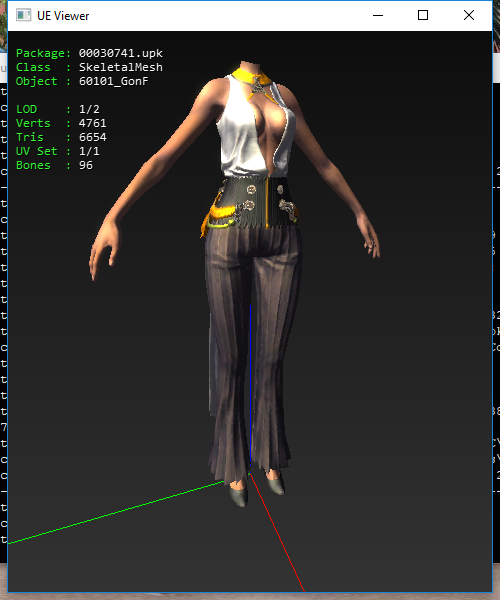 UE Viewer
Package: 00030741.upk
Class : SkeletalMesh
Object : 60101_GonF
LOD : 1/2
Verts : 4761
Tris : 6654
UV Set : 1/1
Bones : 96